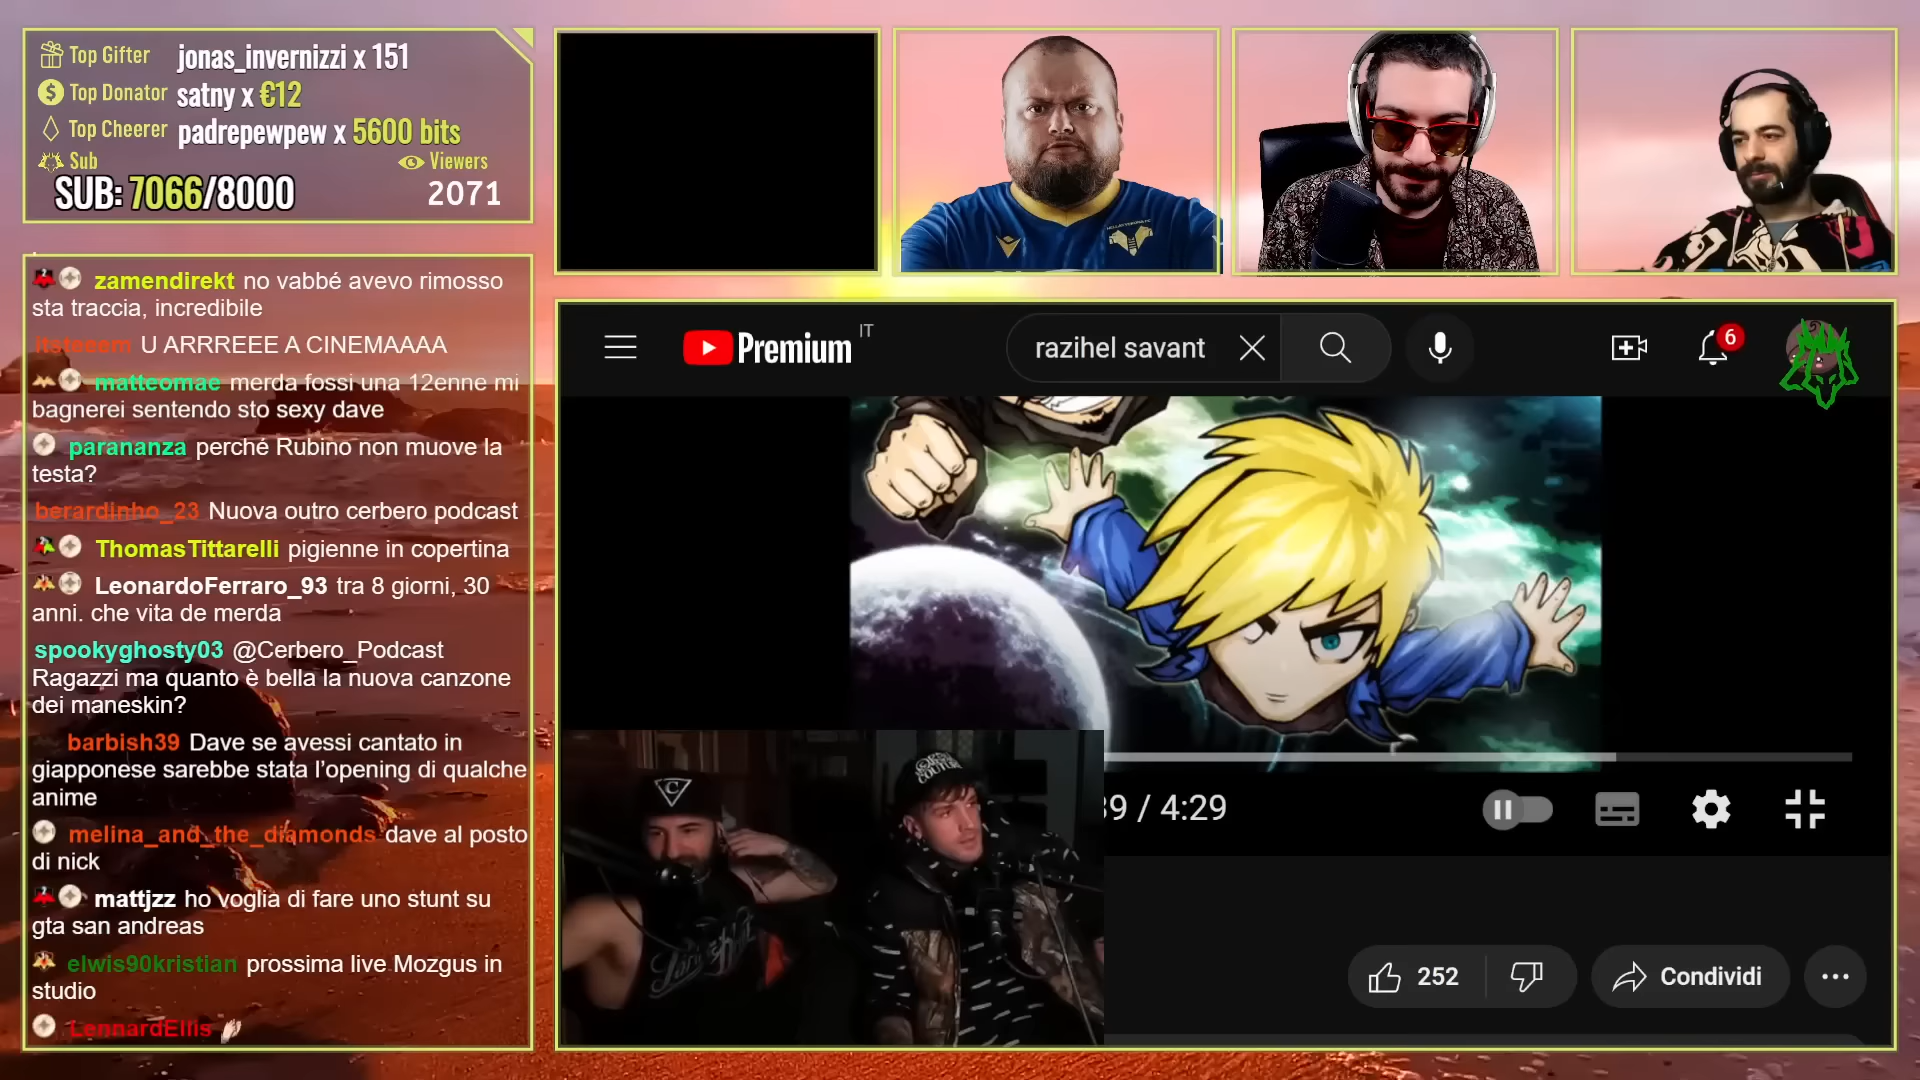 Top Gifter jonas_invernizzi x 151
Top Donator satny x €12
Top Cheerer padrepewpew x 5600 bits
Sub Viewers
SUB: 7066/8000 2071
zamendirekt no vabbé avevo rimosso
sta traccia, incredibile
U ARRREEE A CINEMAAAA
matteomae merda fossi una 12enne mi
bagnerei sentendo sto sexy dave
parananza perché Rubino non muove la
testa?
berardinho_23 Nuova outro cerbero podcast
ThomasTittarelli pigienne in copertina
LeonardoFerraro_93 tra 8 giorni, 30
anni. che vita de merda
spookyghosty03 @Cerbero_Podcast
Ragazzi ma quanto è bella la nuova canzone
dei maneskin?
barbish39 Dave se avessi cantato in
giapponese sarebbe stata l'opening di qualche
anime
melina_and_the_diamonds dave al posto
di nick
mattjzz ho voglia di fare uno stunt su
gta san andreas
elwis90kristian prossima live Mozgus in
studio
LennardEllis
Premium IT
razihel savant
6
39 / 4:29
C
252
Condividi